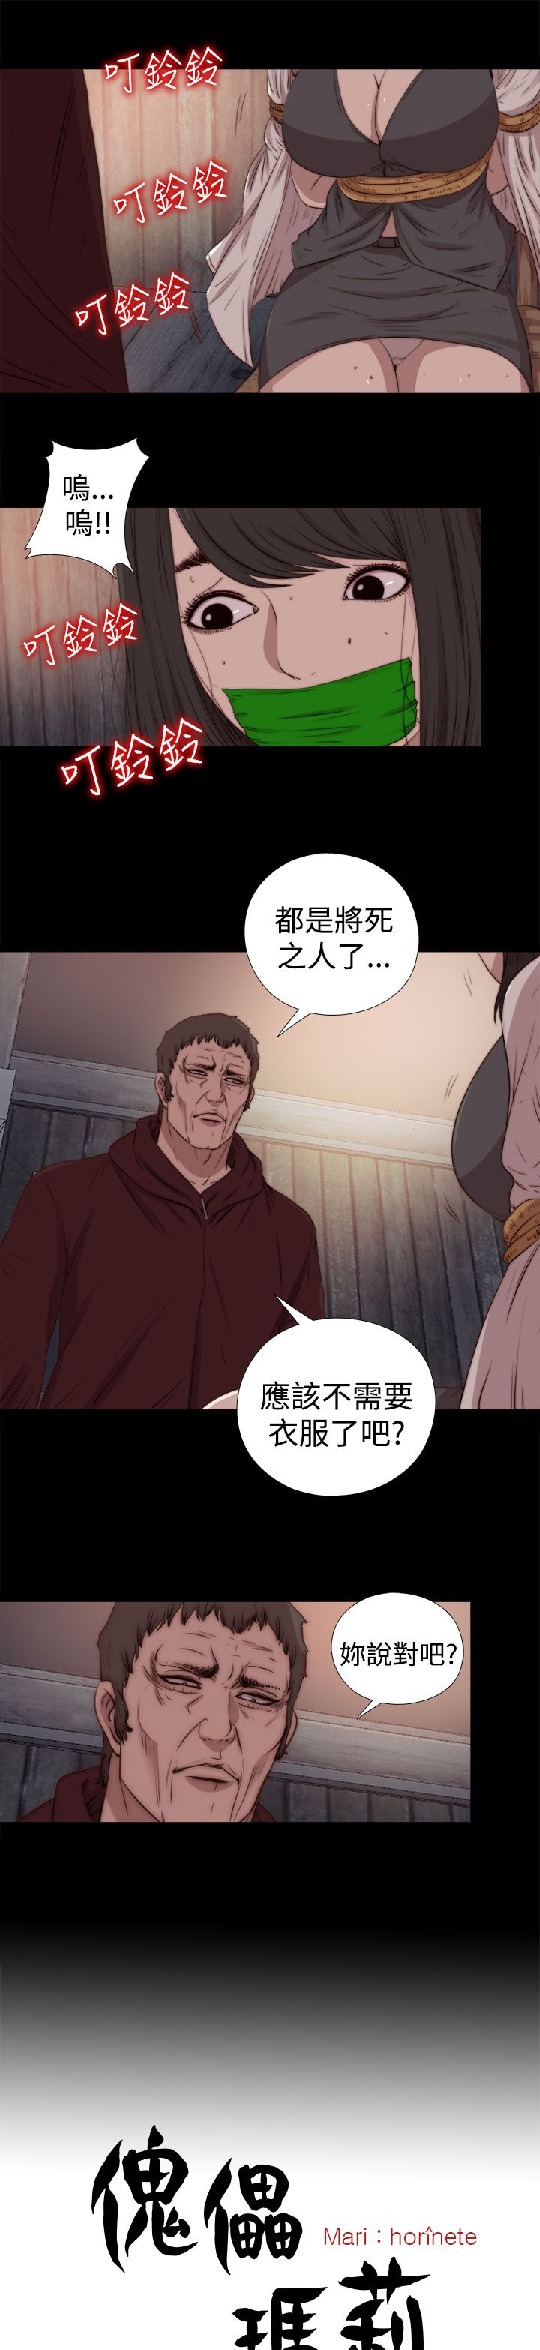 叮鈴鈴
叮鈴鈴
叮鈴鈴
嗚...
嗚!!
叮鈴鈴
叮鈴鈴
都是將死
之人了...
應該不需要
衣服了吧?
妳說對吧?
傀儡
Mari : horînete
瑪莉